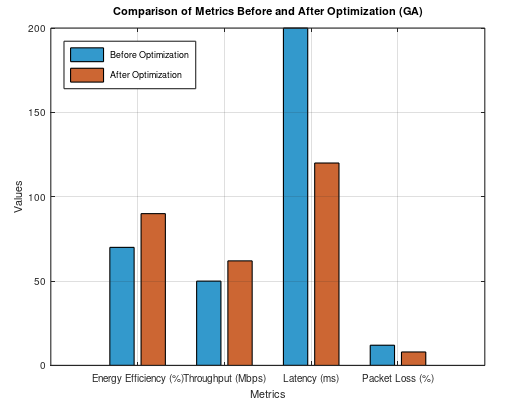 Comparison of Metrics Before and After Optimization (GA)
200
150
100
50
0
Values
Before Optimization
After Optimization
Energy Efficiency (%) Throughput (Mbps) Latency (ms) Packet Loss (%)
Metrics